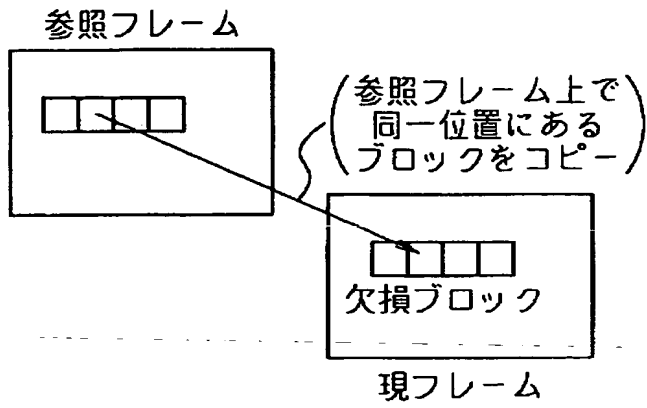 参照フレーム
(参照フレーム上で
同一位置にある
ブロックをコピー)
欠損ブロック
現フレーム